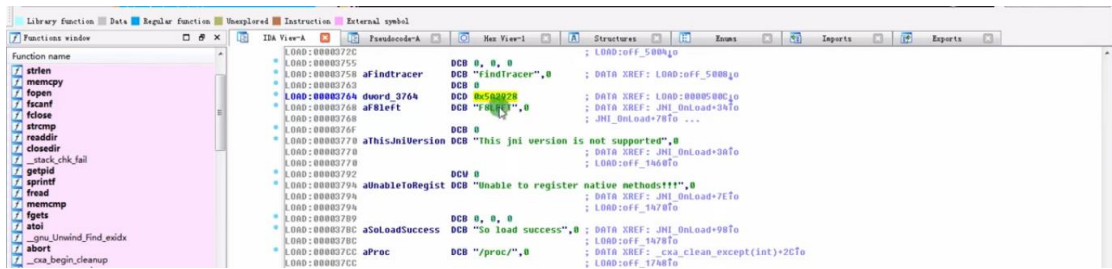 Library function Data Regular function Unexplored Instruction External symbol
Functions window IDA View-A Pseudocode-A Hex View-1 Structures Enums Imports Exports
Function name
strlen
memcpy
fopen
fscanf
fclose
strcmp
readdir
closedir
__stack_chk_fail
getpid
sprintf
fread
memcmp
fgets
atoi
__gnu_Unwind_Find_exidx
abort
__cxa_begin_cleanup
LOAD:0000372C ; LOAD:off_5004↓o
LOAD:00003755 DCB 0, 0, 0
LOAD:00003758 aFindtracer DCB "findTracer",0 ; DATA XREF: LOAD:off_5008↓o
LOAD:00003763 DCB 0
LOAD:00003764 dword_3764 DCD 0x5A2928 ; DATA XREF: LOAD:0000500C↓o
LOAD:00003768 aF8left DCB "F8LEFT",0 ; DATA XREF: JNI_OnLoad+34↑o
LOAD:00003768 ; JNI_OnLoad+78↑o ...
LOAD:0000376F DCB 0
LOAD:00003770 aThisJniVersion DCB "This jni version is not supported",0
LOAD:00003770 ; DATA XREF: JNI_OnLoad+3A↑o
LOAD:00003770 ; LOAD:off_1460↑o
LOAD:00003792 DCW 0
LOAD:00003794 aUnableToRegist DCB "Unable to register native methods!!!",0
LOAD:00003794 ; DATA XREF: JNI_OnLoad+7E↑o
LOAD:00003794 ; LOAD:off_1470↑o
LOAD:000037B9 DCB 0, 0, 0
LOAD:000037BC aSoLoadSuccess DCB "So load success",0 ; DATA XREF: JNI_OnLoad+98↑o
LOAD:000037BC ; LOAD:off_1478↑o
LOAD:000037CC aProc DCB "/proc/",0 ; DATA XREF: _cxa_clean_except(int)+2C↑o
LOAD:000037CC ; LOAD:off_1748↑o